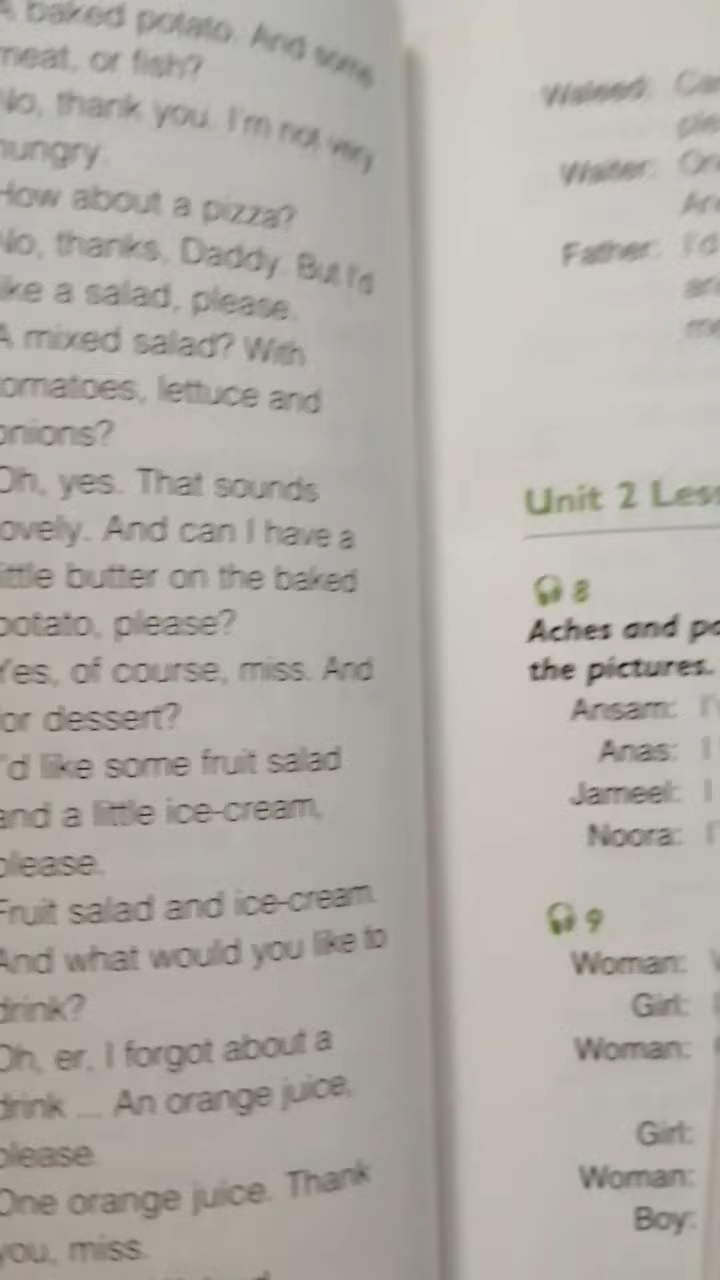 A baked potato. And some
meat, or fish?
No, thank you. I'm not very
hungry.
How about a pizza?
No, thanks, Daddy. But I'd
like a salad, please.
A mixed salad? With
tomatoes, lettuce and
onions?
Oh, yes. That sounds
lovely. And can I have a
little butter on the baked
potato, please?
Yes, of course, miss. And
for dessert?
I'd like some fruit salad
and a little ice-cream,
please.
Fruit salad and ice-cream.
And what would you like to
drink?
Oh, er, I forgot about a
drink ... An orange juice,
please.
One orange juice. Thank
you, miss.
Waleed:
Waiter:
Father: I'd
Unit 2
8
Aches and
the pictures.
Ansam:
Anas: I
Jameel: I
Noora:
9
Woman:
Girl:
Woman:
Girl:
Woman:
Boy: